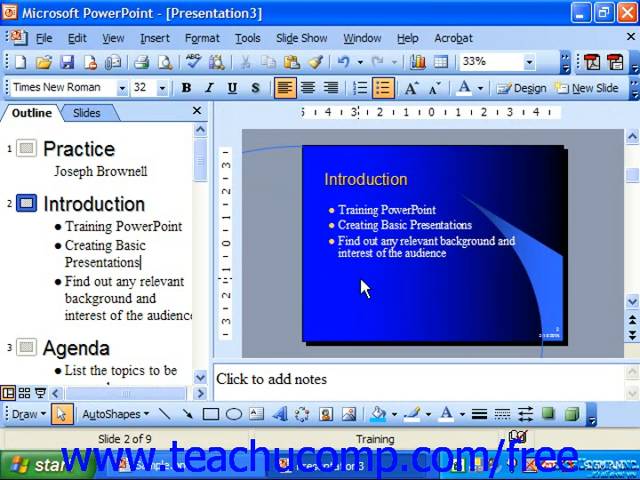 Microsoft PowerPoint - [Presentation3]
File Edit View Insert Format Tools Slide Show Window Help Acrobat
33%
Times New Roman 32 B I U S A A A Design New Slide
Outline Slides
1 Practice
Joseph Brownell
2 Introduction
• Training PowerPoint
• Creating Basic
Presentations
• Find out any relevant
background and
interest of the audience
3 Agenda
• List the topics to be
Introduction
• Training PowerPoint
• Creating Basic Presentations
• Find out any relevant background and
interest of the audience
2
Click to add notes
Draw AutoShapes
Slide 2 of 9 Training
www.teachucomp.com/free
start